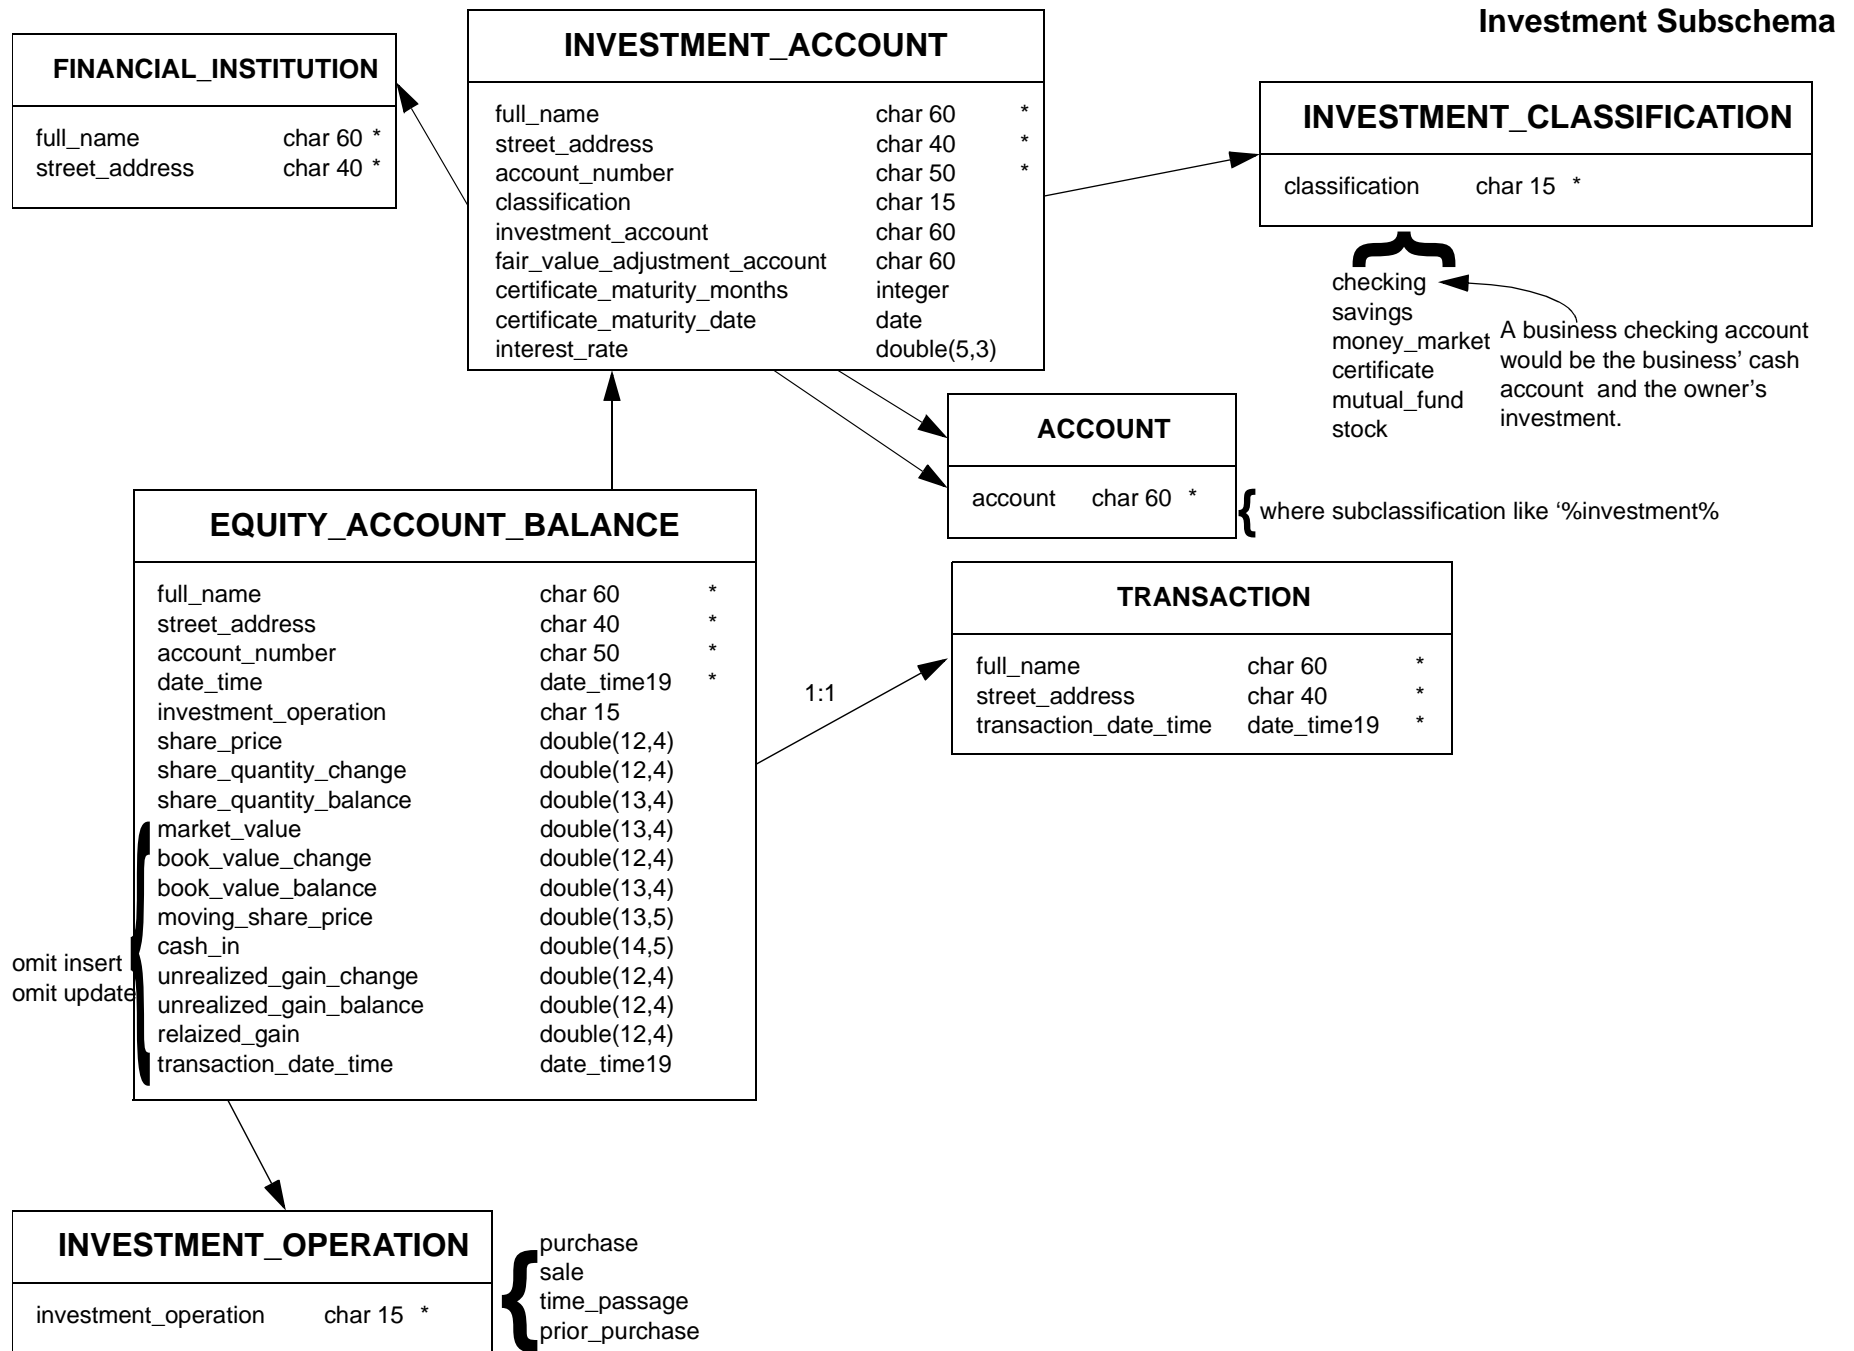 Investment Subschema
FINANCIAL_INSTITUTION
full_name char 60 *
street_address char 40 *
INVESTMENT_ACCOUNT
full_name char 60 *
street_address char 40 *
account_number char 50 *
classification char 15
investment_account char 60
fair_value_adjustment_account char 60
certificate_maturity_months integer
certificate_maturity_date date
interest_rate double(5,3)
INVESTMENT_CLASSIFICATION
classification char 15 *
checking
savings
money_market
certificate
mutual_fund
stock
A business checking account
would be the business’ cash
account and the owner’s
investment.
ACCOUNT
account char 60 *
where subclassification like ‘%investment%
EQUITY_ACCOUNT_BALANCE
full_name char 60 *
street_address char 40 *
account_number char 50 *
date_time date_time19 *
investment_operation char 15
share_price double(12,4)
share_quantity_change double(12,4)
share_quantity_balance double(13,4)
market_value double(13,4)
book_value_change double(12,4)
book_value_balance double(13,4)
moving_share_price double(13,5)
cash_in double(14,5)
unrealized_gain_change double(12,4)
unrealized_gain_balance double(12,4)
relaized_gain double(12,4)
transaction_date_time date_time19
omit insert
omit update
1:1
TRANSACTION
full_name char 60 *
street_address char 40 *
transaction_date_time date_time19 *
INVESTMENT_OPERATION
investment_operation char 15 *
purchase
sale
time_passage
prior_purchase